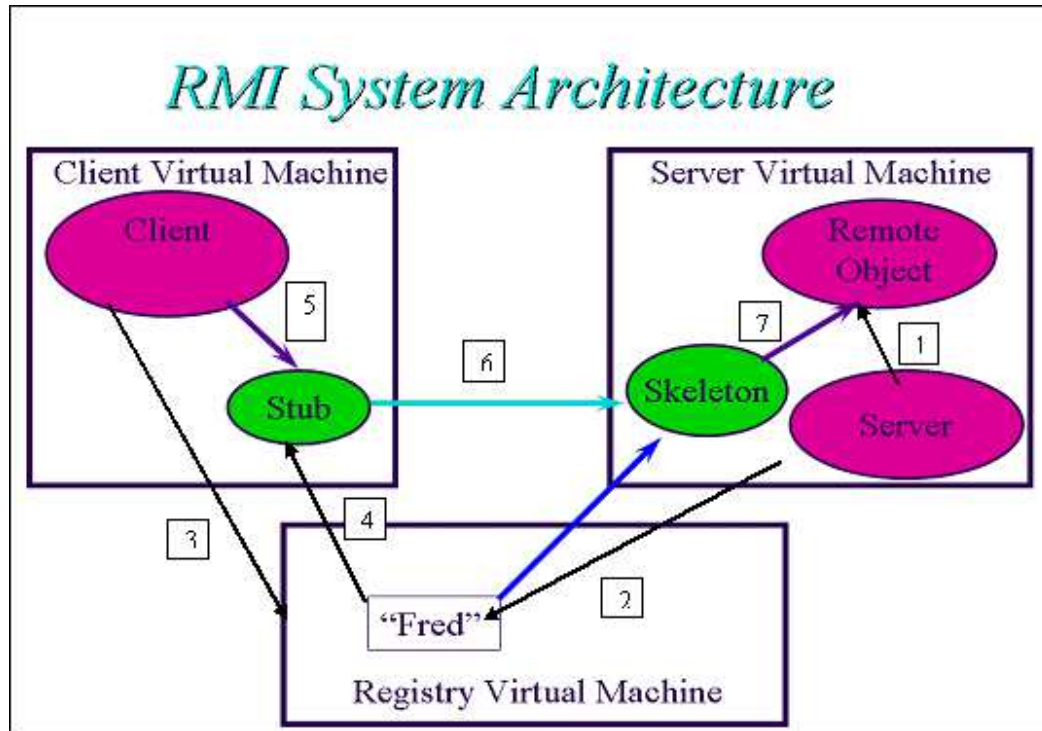 RMI System Architecture
Client Virtual Machine
Server Virtual Machine
Client
Remote
Object
5
7
1
6
Stub
Skeleton
Server
3
4
2
“Fred”
Registry Virtual Machine